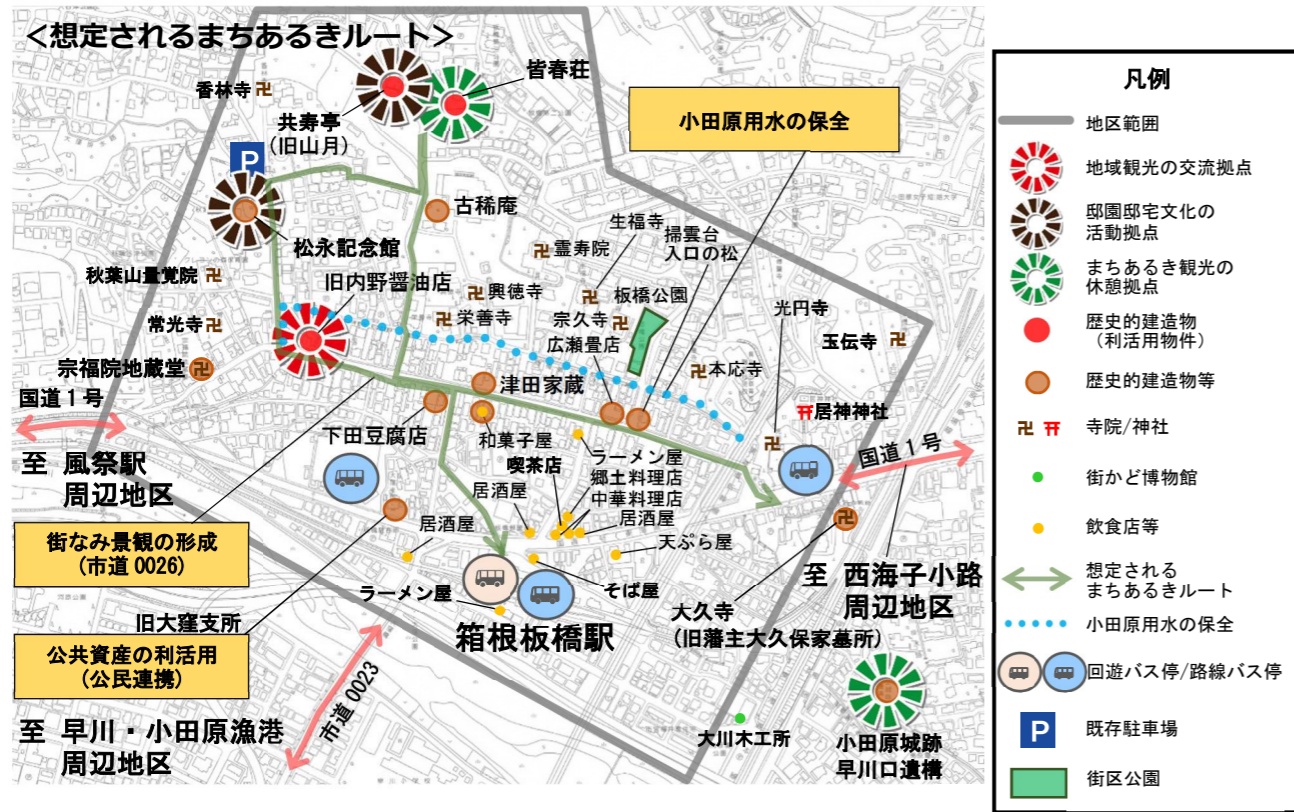 ＜想定されるまちあるきルート＞
香林寺
共寿亭
(旧山月)
皆春荘
小田原用水の保全
P
松永記念館
古稀庵
生福寺
掃雲台
入口の松
霊寿院
秋葉山量覚院
旧内野醤油店
興徳寺
板橋公園
光円寺
常光寺
栄善寺
宗久寺
広瀬畳店
玉伝寺
宗福院地蔵堂
本応寺
国道１号
津田家蔵
居神神社
下田豆腐店
和菓子屋
喫茶店
ラーメン屋
郷土料理店
中華料理店
国道１号
至 風祭駅
周辺地区
居酒屋
居酒屋
街なみ景観の形成
(市道 0026)
居酒屋
天ぷら屋
至 西海子小路
周辺地区
そば屋
ラーメン屋
旧大窪支所
箱根板橋駅
大久寺
(旧藩主大久保家墓所)
公共資産の利活用
(公民連携)
市道 0023
至 早川・小田原漁港
周辺地区
大川木工所
小田原城跡
早川口遺構
凡例
地区範囲
地域観光の交流拠点
邸園邸宅文化の
活動拠点
まちあるき観光の
休憩拠点
歴史的建造物
（利活用物件）
歴史的建造物等
寺院/神社
街かど博物館
飲食店等
想定される
まちあるきルート
小田原用水の保全
回遊バス停/路線バス停
P
既存駐車場
街区公園